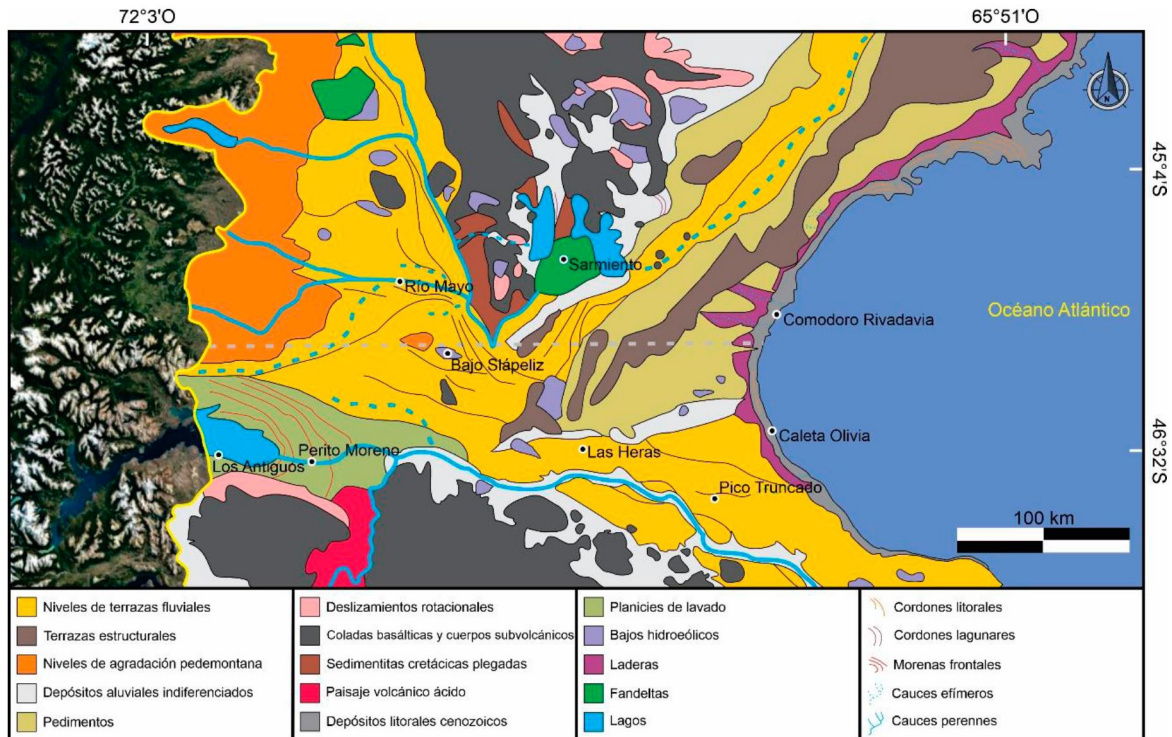 72°3'O
65°51'O
N
45°4'S
Sarmiento
Río Mayo
Océano Atlántico
Comodoro Rivadavia
Bajo Slápeliz
Caleta Olivia
46°32'S
Las Heras
Perito Moreno
Los Antiguos
Pico Truncado
100 km
Niveles de terrazas fluviales
Terrazas estructurales
Niveles de agradación pedemontana
Depósitos aluviales indiferenciados
Pedimentos
Deslizamientos rotacionales
Coladas basálticas y cuerpos subvolcánicos
Sedimentitas cretácicas plegadas
Paisaje volcánico ácido
Depósitos litorales cenozoicos
Planicies de lavado
Bajos hidroeólicos
Laderas
Fandeltas
Lagos
Cordones litorales
Cordones lagunares
Morenas frontales
Cauces efímeros
Cauces perennes